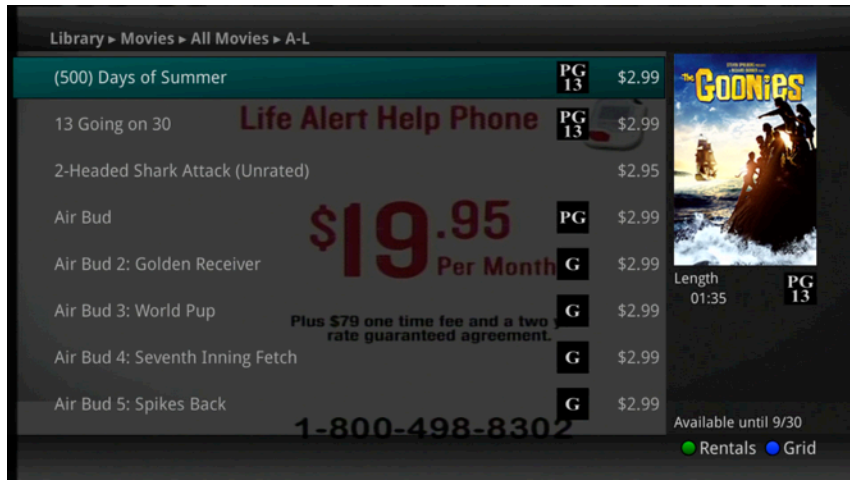 Library ▸ Movies ▸ All Movies ▸ A-L
(500) Days of Summer PG 13 $2.99
13 Going on 30 PG 13 $2.99
2-Headed Shark Attack (Unrated) $2.95
Air Bud PG $2.99
Air Bud 2: Golden Receiver G $2.99
Air Bud 3: World Pup G $2.99
Air Bud 4: Seventh Inning Fetch G $2.99
Air Bud 5: Spikes Back G $2.99
Life Alert Help Phone
$19.95
Per Month
Plus $79 one time fee and a two
rate guaranteed agreement.
1-800-498-8302
The GOONIES
Length
01:35
PG 13
Available until 9/30
Rentals Grid